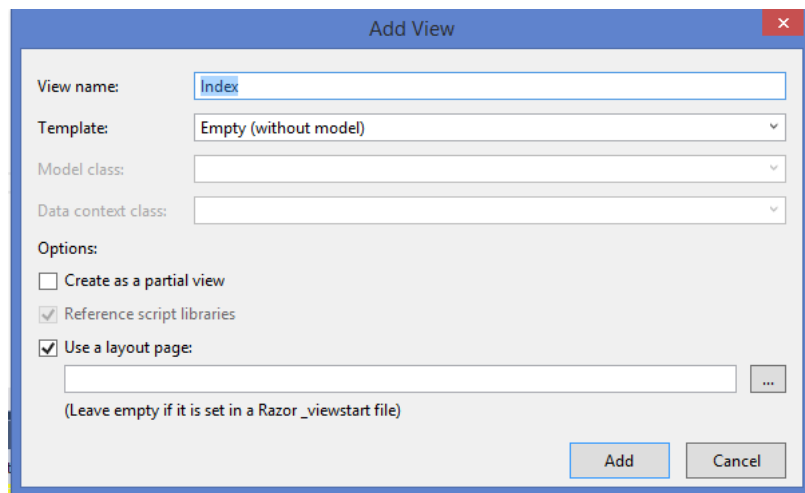 Add View
View name: Index
Template: Empty (without model)
Model class:
Data context class:
Options:
Create as a partial view
Reference script libraries
Use a layout page:
...
(Leave empty if it is set in a Razor _viewstart file)
Add Cancel